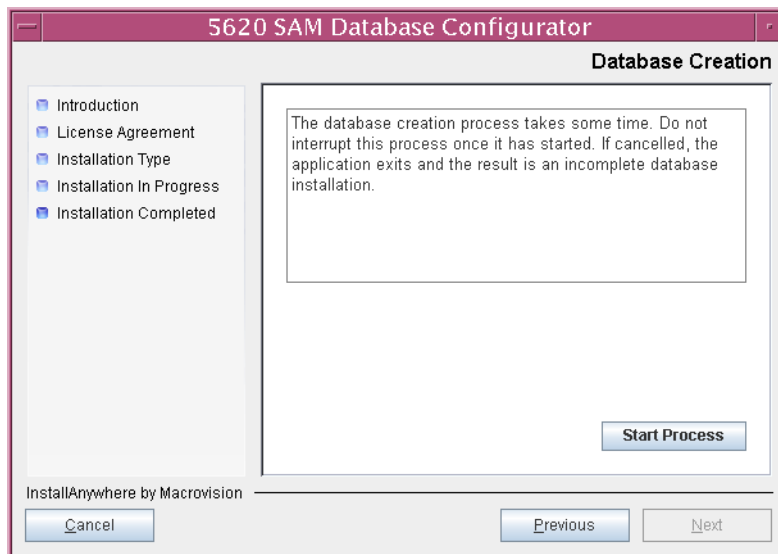 5620 SAM Database Configurator
Database Creation
Introduction
License Agreement
Installation Type
Installation In Progress
Installation Completed
The database creation process takes some time. Do not
interrupt this process once it has started. If cancelled, the
application exits and the result is an incomplete database
installation.
Start Process
InstallAnywhere by Macrovision
Cancel
Previous
Next